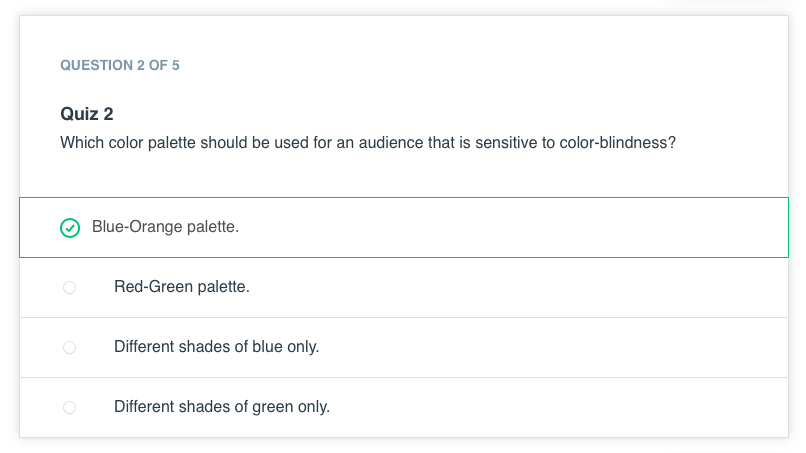 QUESTION 2 OF 5
Quiz 2
Which color palette should be used for an audience that is sensitive to color-blindness?
Blue-Orange palette.
Red-Green palette.
Different shades of blue only.
Different shades of green only.